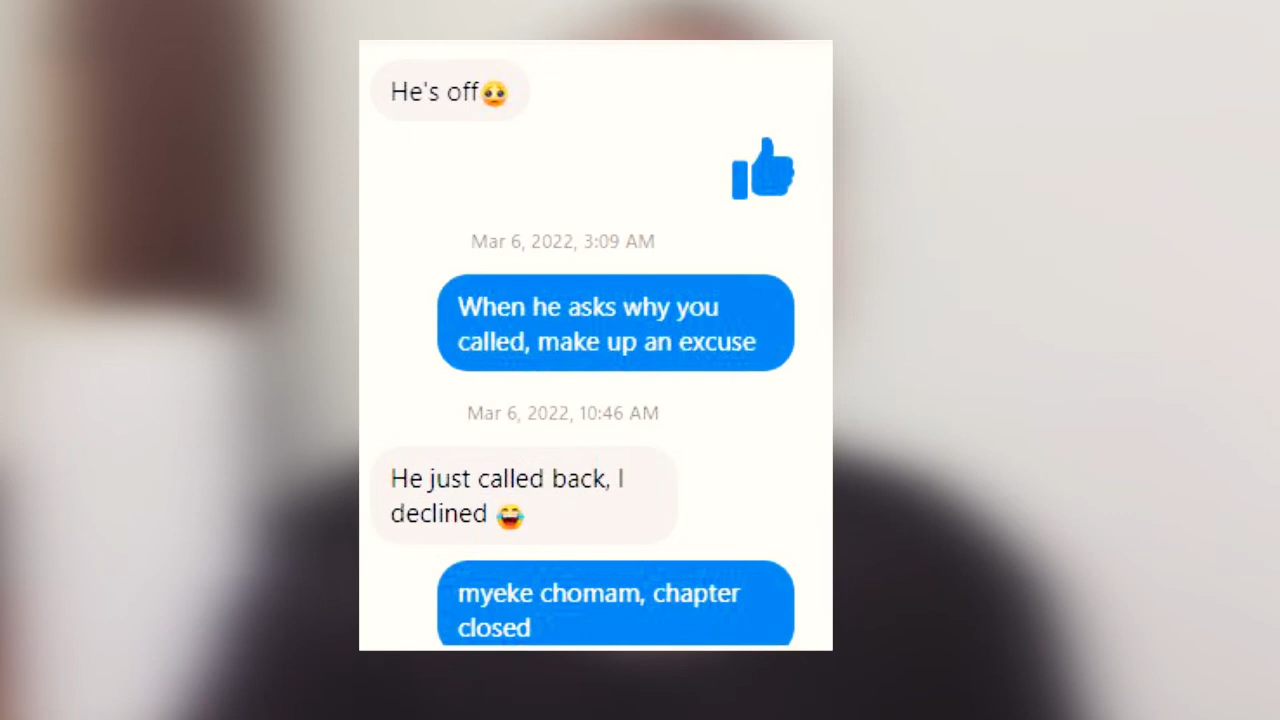 He's off🥺
Mar 6, 2022, 3:09 AM
When he asks why you
called, make up an excuse
Mar 6, 2022, 10:46 AM
He just called back, I
declined 😂
myeke chomam, chapter
closed